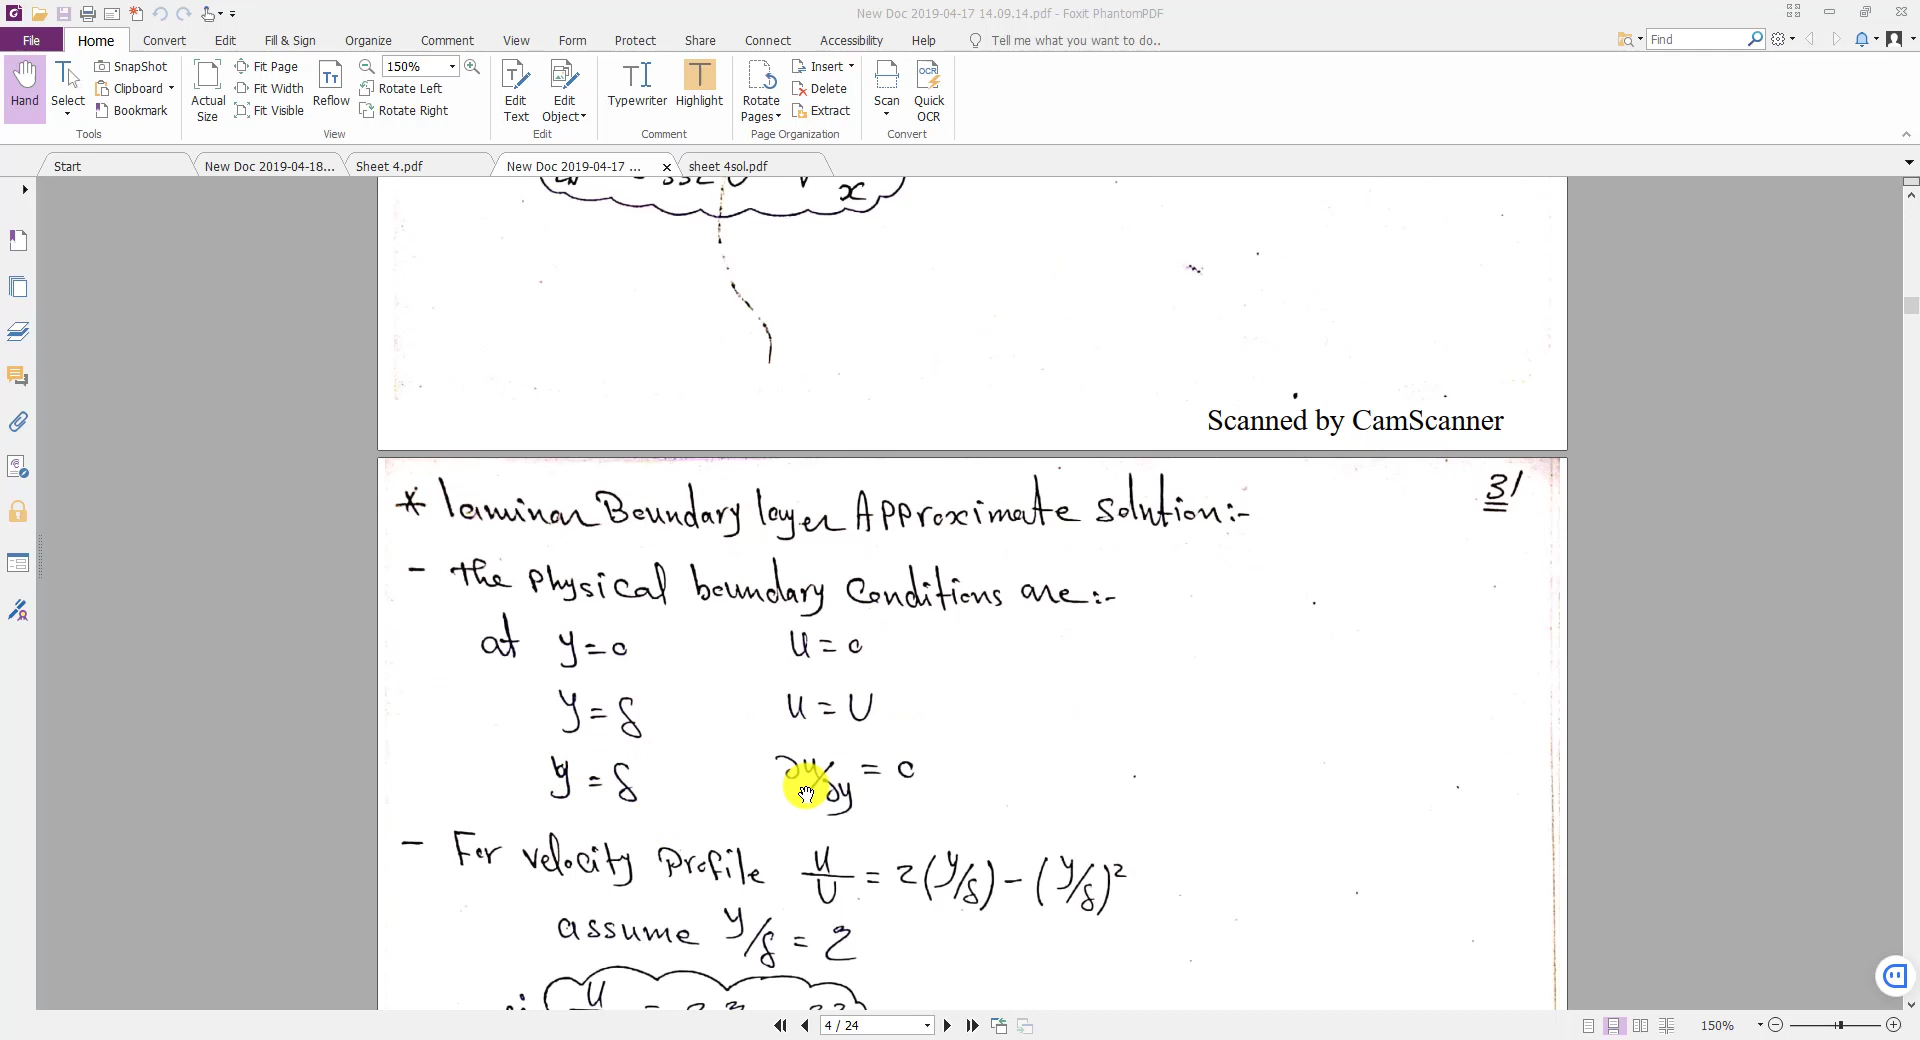 New Doc 2019-04-17 14.09.14.pdf - Foxit PhantomPDF
File Home Convert Edit Fill & Sign Organize Comment View Form Protect Share Connect Accessibility Help Tell me what you want to do.. Find
Hand
Select
SnapShot
Clipboard
Bookmark
Tools
Actual Size
Fit Page
Fit Width
Fit Visible
Reflow
150%
Rotate Left
Rotate Right
View
Edit Text
Edit Object
Edit
Typewriter
Highlight
Comment
Rotate Pages
Insert
Delete
Extract
Page Organization
Scan
Quick OCR
Convert
Start New Doc 2019-04-18... Sheet 4.pdf New Doc 2019-04-17 ... sheet 4sol.pdf
x
Scanned by CamScanner
3/
* laminar Boundary layer Approximate solution:-
- the physical boundary Conditions are:-
at y = 0 u = 0
y = δ u = U
y = δ ∂u/∂y = 0
- For velocity Profile u/U = 2(y/δ) - (y/δ)²
assume y/δ = z
4 / 24
150%